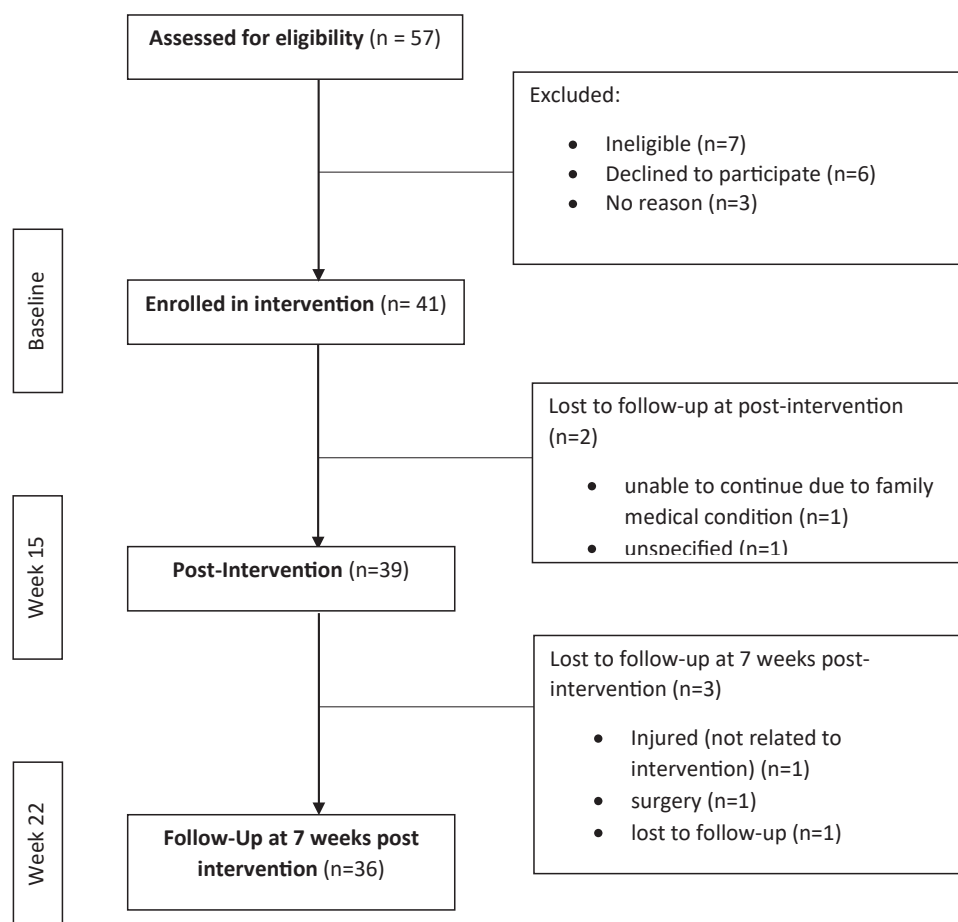 Assessed for eligibility (n = 57)
Excluded:
• Ineligible (n=7)
• Declined to participate (n=6)
• No reason (n=3)
Baseline
Enrolled in intervention (n= 41)
Lost to follow-up at post-intervention
(n=2)
• unable to continue due to family
medical condition (n=1)
• unspecified (n=1)
Week 15
Post-Intervention (n=39)
Lost to follow-up at 7 weeks post-
intervention (n=3)
• Injured (not related to
intervention) (n=1)
• surgery (n=1)
• lost to follow-up (n=1)
Week 22
Follow-Up at 7 weeks post
intervention (n=36)